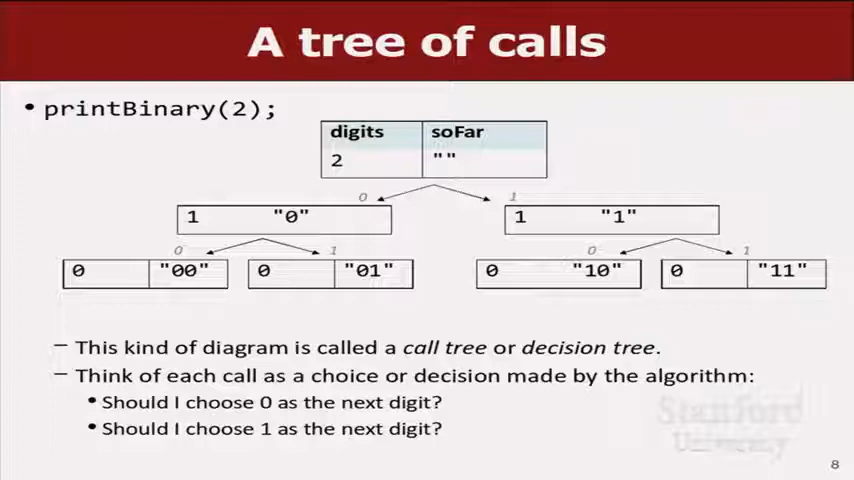 A tree of calls
• printBinary(2);
digits soFar
2 ""
0 1
1 "0" 1 "1"
0 1 0 1
0 "00" 0 "01" 0 "10" 0 "11"
– This kind of diagram is called a call tree or decision tree.
– Think of each call as a choice or decision made by the algorithm:
• Should I choose 0 as the next digit?
• Should I choose 1 as the next digit?
Stanford
University
8